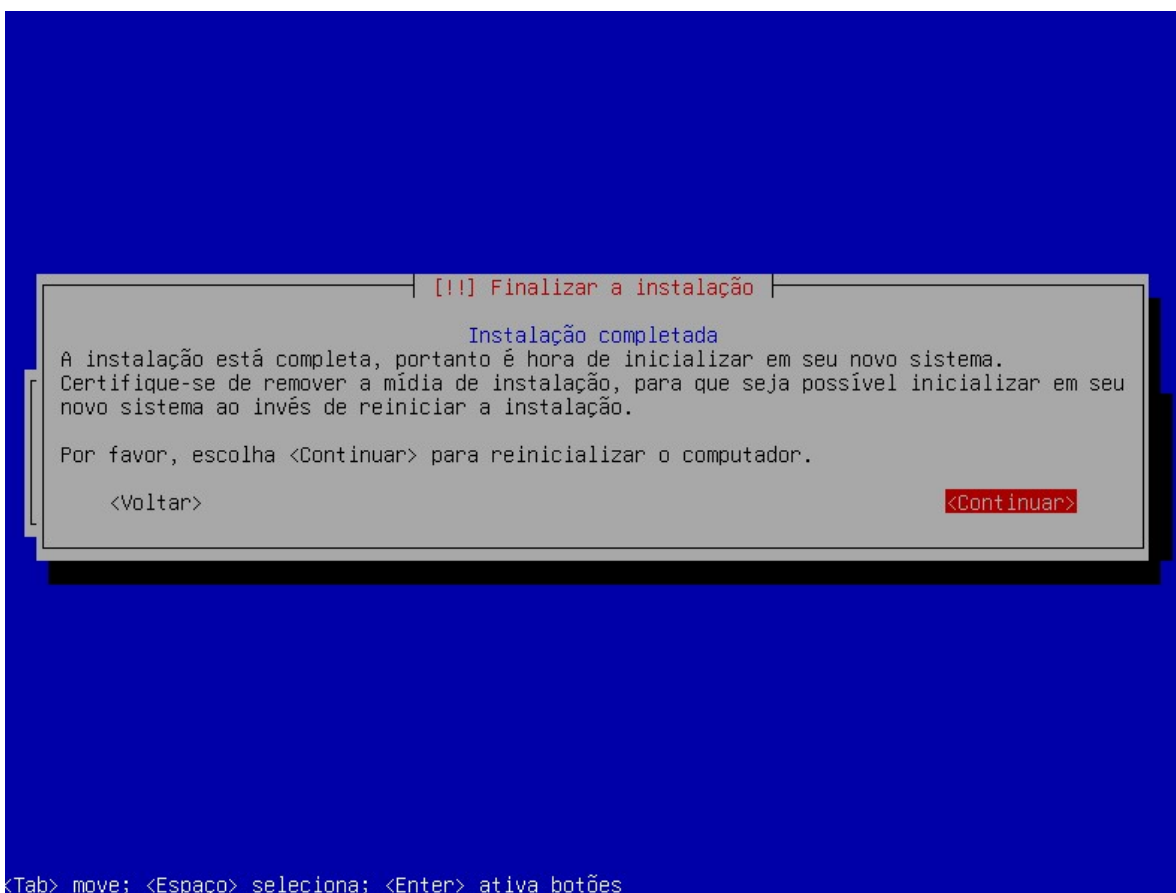 [!!] Finalizar a instalação
Instalação completada
A instalação está completa, portanto é hora de inicializar em seu novo sistema.
Certifique-se de remover a mídia de instalação, para que seja possível inicializar em seu
novo sistema ao invés de reiniciar a instalação.
Por favor, escolha <Continuar> para reinicializar o computador.
<Voltar> <Continuar>
<Tab> move; <Espaço> seleciona; <Enter> ativa botões